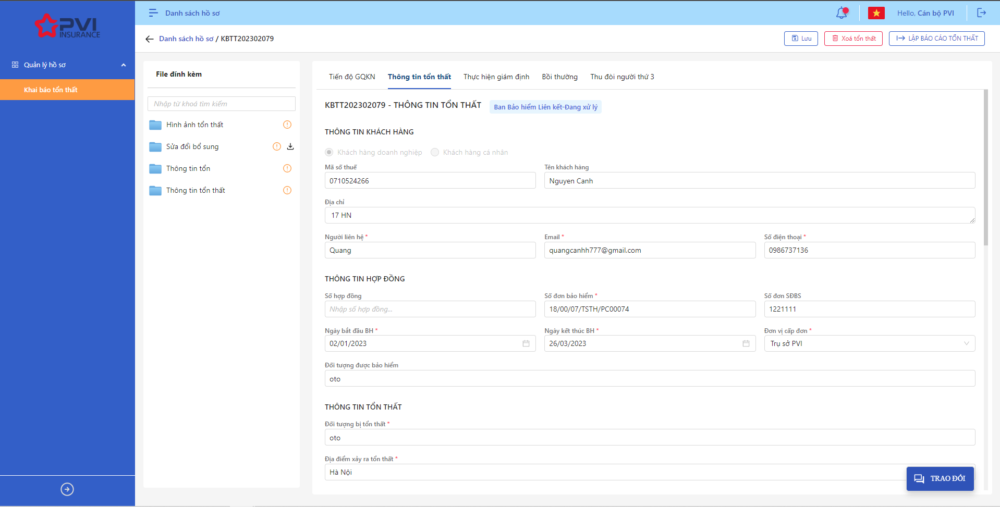 PVI
INSURANCE
Quản lý hồ sơ
Khai báo tổn thất
Danh sách hồ sơ
Hello, Cán bộ PVI
Danh sách hồ sơ / KBTT202302079
Lưu
Xoá tổn thất
LẬP BÁO CÁO TỔN THẤT
File đính kèm
Nhập từ khoá tìm kiếm
Hình ảnh tổn thất
Sửa đổi bổ sung
Thông tin tổn
Thông tin tổn thất
Tiến độ GQKN
Thông tin tổn thất
Thực hiện giám định
Bồi thường
Thu đòi người thứ 3
KBTT202302079 - THÔNG TIN TỔN THẤT
Ban Bảo hiểm Liên kết-Đang xử lý
THÔNG TIN KHÁCH HÀNG
Khách hàng doanh nghiệp
Khách hàng cá nhân
Mã số thuế
Tên khách hàng
0710524266
Nguyen Canh
Địa chỉ
17 HN
Người liên hệ *
Email *
Số điện thoại *
Quang
quangcanhh777@gmail.com
0986737136
THÔNG TIN HỢP ĐỒNG
Số hợp đồng
Số đơn bảo hiểm *
Số đơn SĐBS
Nhập số hợp đồng...
18/00/07/TSTH/PC00074
1221111
Ngày bắt đầu BH *
Ngày kết thúc BH *
Đơn vị cấp đơn *
02/01/2023
26/03/2023
Trụ sở PVI
Đối tượng được bảo hiểm
oto
THÔNG TIN TỔN THẤT
Đối tượng bị tổn thất *
oto
Địa điểm xảy ra tổn thất *
Hà Nội
TRAO ĐỔI